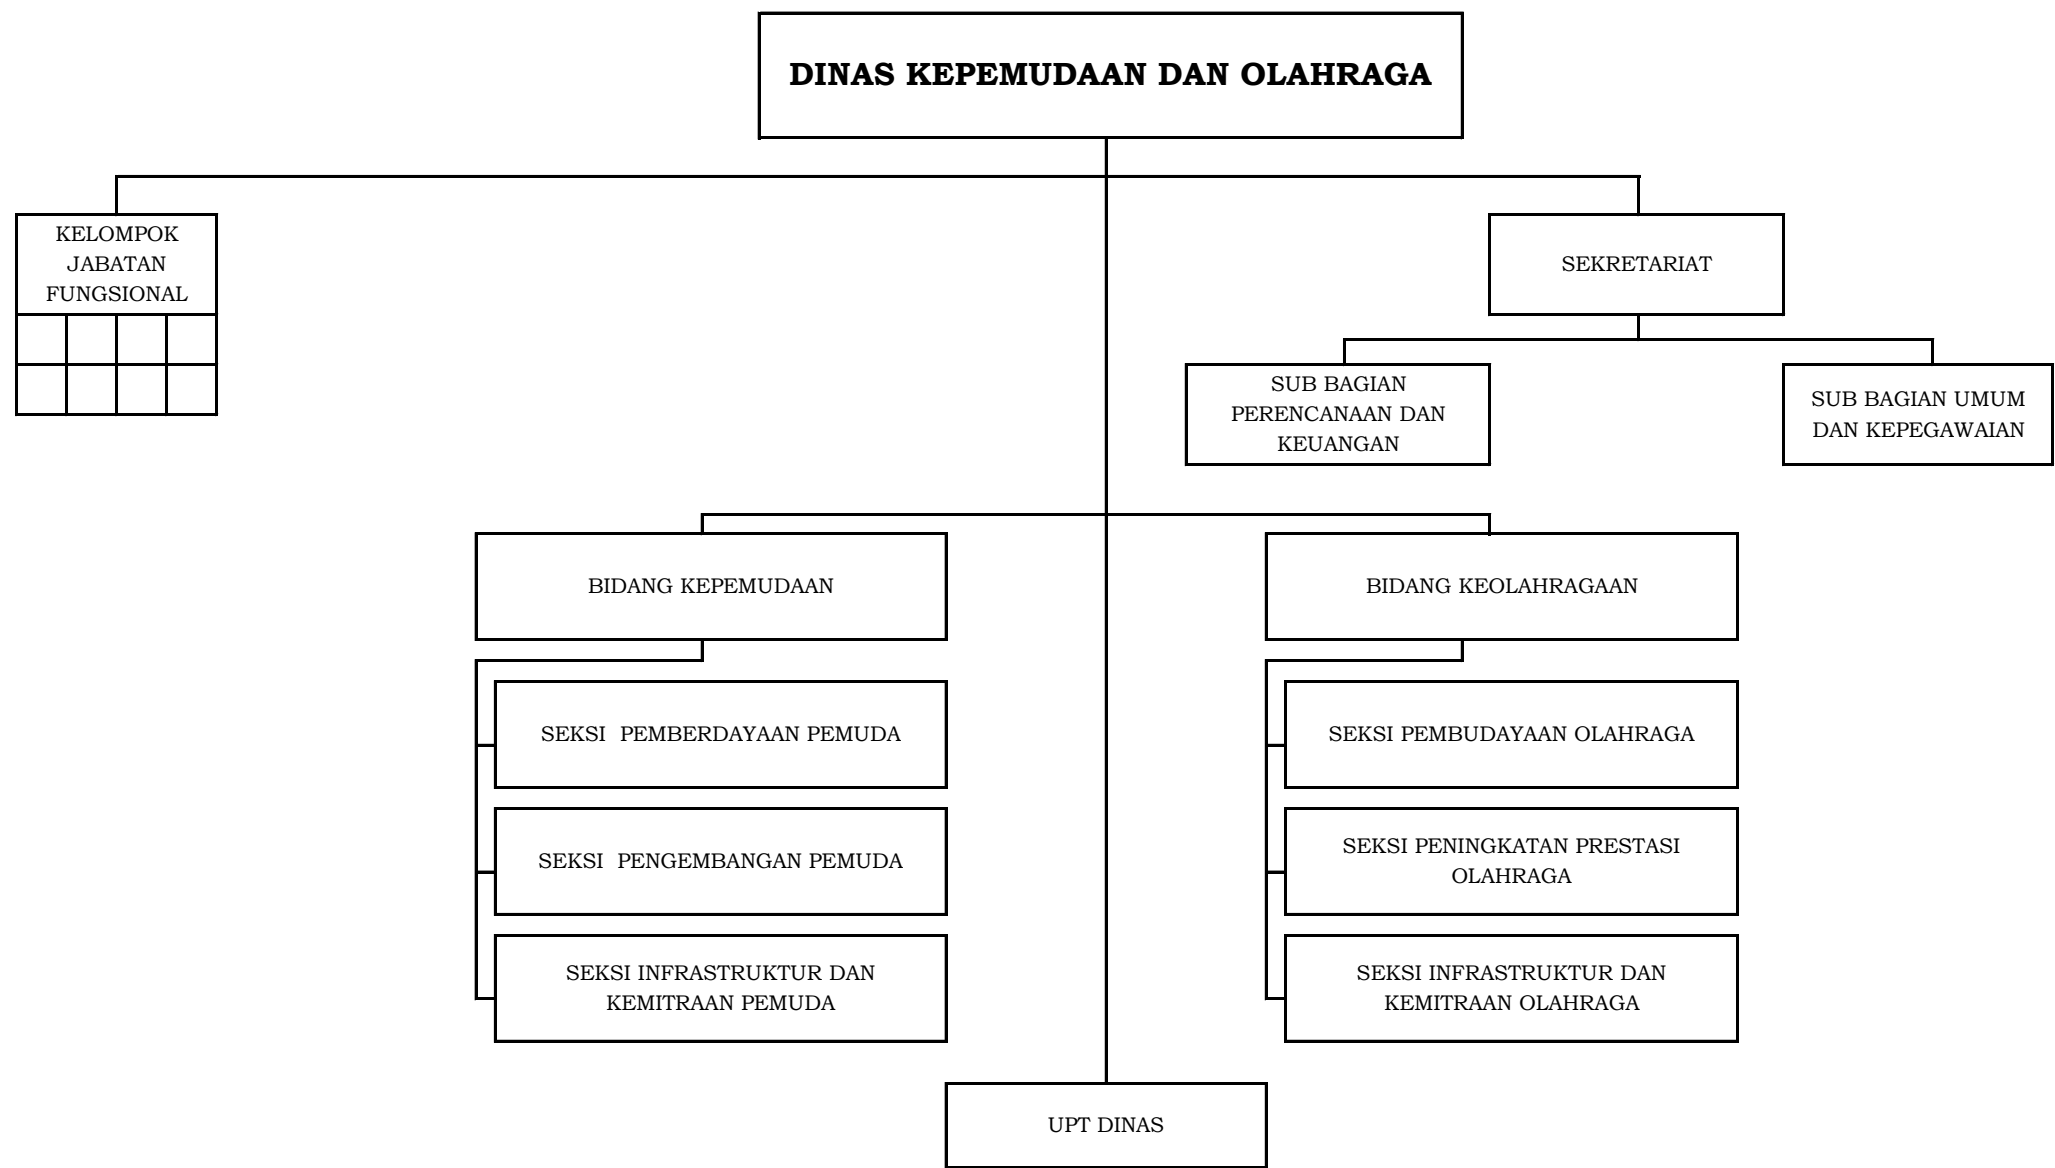 DINAS KEPEMUDAAN DAN OLAHRAGA
KELOMPOK
JABATAN
FUNGSIONAL
SEKRETARIAT
SUB BAGIAN
PERENCANAAN DAN
KEUANGAN
SUB BAGIAN UMUM
DAN KEPEGAWAIAN
BIDANG KEPEMUDAAN
SEKSI  PEMBERDAYAAN PEMUDA
SEKSI  PENGEMBANGAN PEMUDA
SEKSI INFRASTRUKTUR DAN
KEMITRAAN PEMUDA
BIDANG KEOLAHRAGAAN
SEKSI PEMBUDAYAAN OLAHRAGA
SEKSI PENINGKATAN PRESTASI
OLAHRAGA
SEKSI INFRASTRUKTUR DAN
KEMITRAAN OLAHRAGA
UPT DINAS